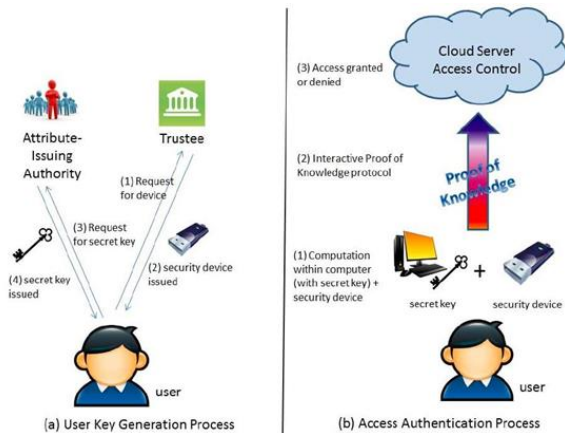 Attribute-
Issuing
Authority
Trustee
(1) Request
for device
(3) Request
for secret key
(4) secret key
issued
(2) security device
issued
user
(a) User Key Generation Process
Cloud Server
Access Control
(3) Access granted
or denied
(2) Interactive Proof of
Knowledge protocol
Proof of
Knowledge
(1) Computation
within computer
(with secret key) +
security device
+
secret key
security device
user
(b) Access Authentication Process